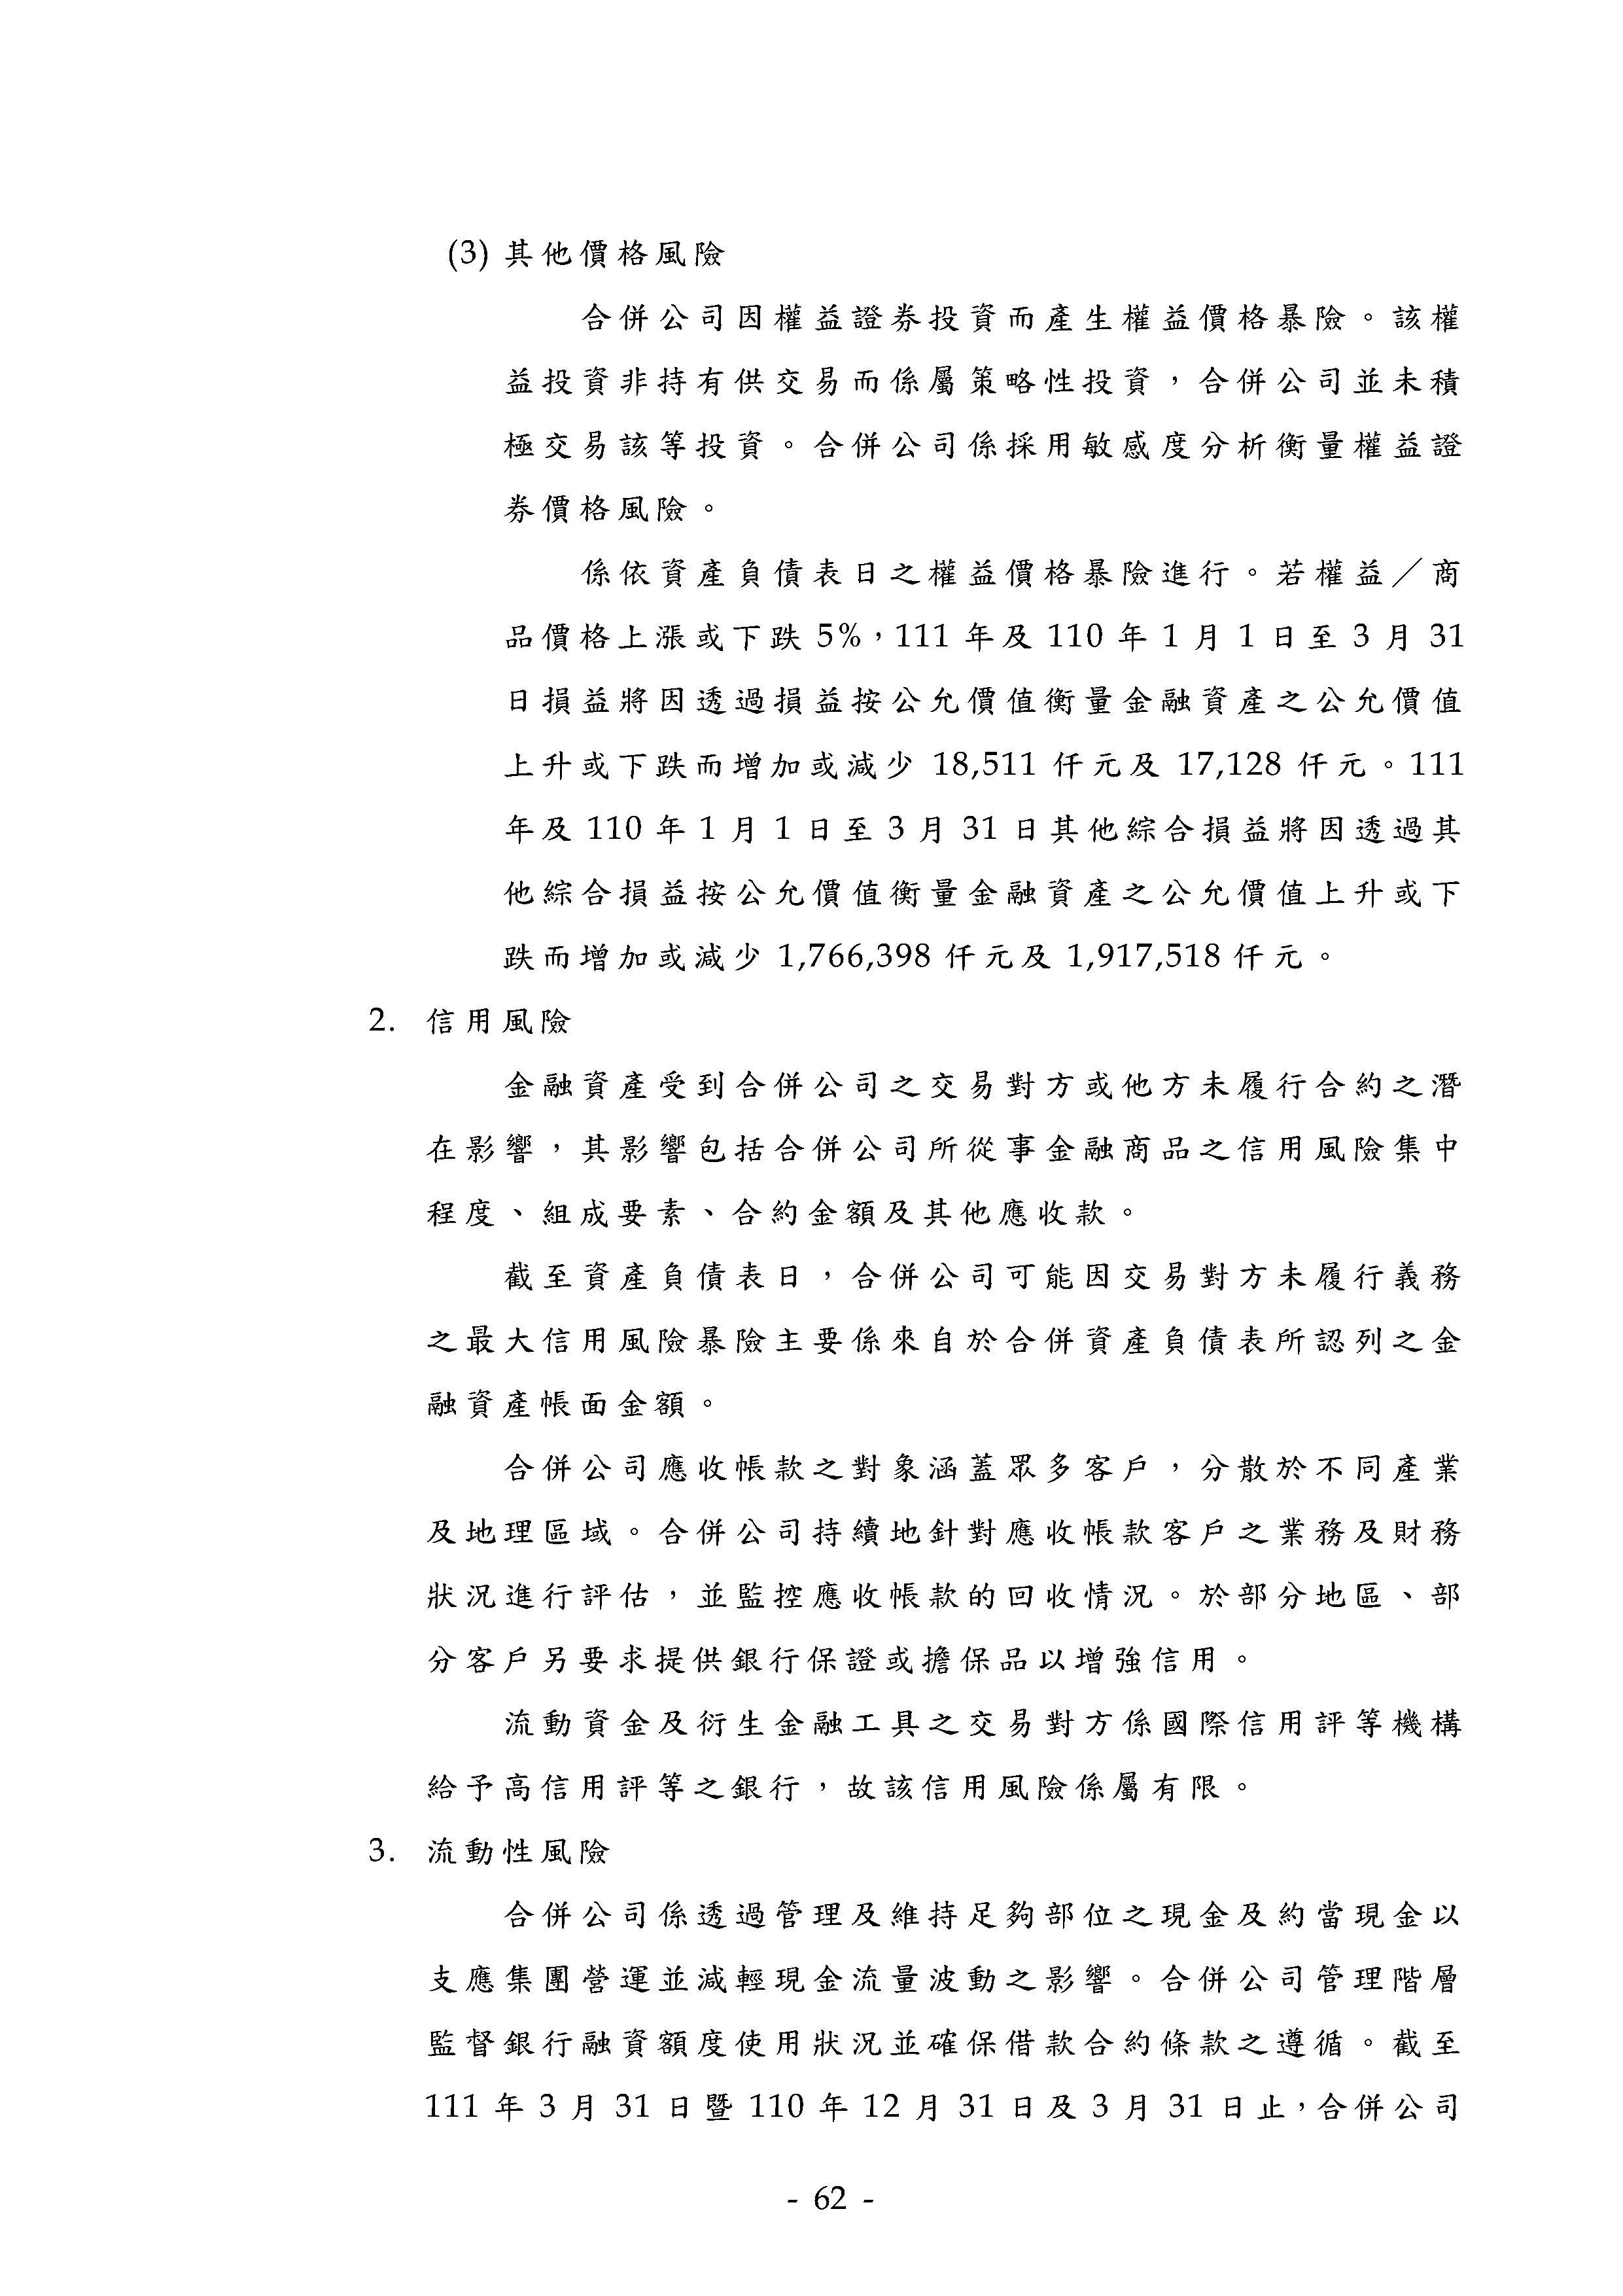 (3) 其他價格風險
合併公司因權益證券投資而產生權益價格暴險。該權
益投資非持有供交易而係屬策略性投資，合併公司並未積
極交易該等投資。合併公司係採用敏感度分析衡量權益證
券價格風險。
係依資產負債表日之權益價格暴險進行。若權益／商
品價格上漲或下跌 5%，111 年及 110 年 1 月 1 日至 3 月 31
日損益將因透過損益按公允價值衡量金融資產之公允價值
上升或下跌而增加或減少 18,511 仟元及 17,128 仟元。111
年及 110 年 1 月 1 日至 3 月 31 日其他綜合損益將因透過其
他綜合損益按公允價值衡量金融資產之公允價值上升或下
跌而增加或減少 1,766,398 仟元及 1,917,518 仟元。
2. 信用風險
金融資產受到合併公司之交易對方或他方未履行合約之潛
在影響，其影響包括合併公司所從事金融商品之信用風險集中
程度、組成要素、合約金額及其他應收款。
截至資產負債表日，合併公司可能因交易對方未履行義務
之最大信用風險暴險主要係來自於合併資產負債表所認列之金
融資產帳面金額。
合併公司應收帳款之對象涵蓋眾多客戶，分散於不同產業
及地理區域。合併公司持續地針對應收帳款客戶之業務及財務
狀況進行評估，並監控應收帳款的回收情況。於部分地區、部
分客戶另要求提供銀行保證或擔保品以增強信用。
流動資金及衍生金融工具之交易對方係國際信用評等機構
給予高信用評等之銀行，故該信用風險係屬有限。
3. 流動性風險
合併公司係透過管理及維持足夠部位之現金及約當現金以
支應集團營運並減輕現金流量波動之影響。合併公司管理階層
監督銀行融資額度使用狀況並確保借款合約條款之遵循。截至
111 年 3 月 31 日暨 110 年 12 月 31 日及 3 月 31 日止，合併公司
- 62 -